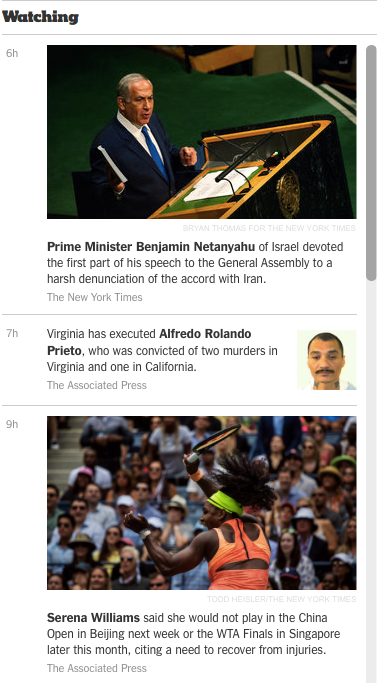 Watching
6h
BRYAN THOMAS FOR THE NEW YORK TIMES
Prime Minister Benjamin Netanyahu of Israel devoted
the first part of his speech to the General Assembly to a
harsh denunciation of the accord with Iran.
The New York Times
7h
Virginia has executed Alfredo Rolando
Prieto, who was convicted of two murders in
Virginia and one in California.
The Associated Press
9h
TODD HEISLER/THE NEW YORK TIMES
Serena Williams said she would not play in the China
Open in Beijing next week or the WTA Finals in Singapore
later this month, citing a need to recover from injuries.
The Associated Press